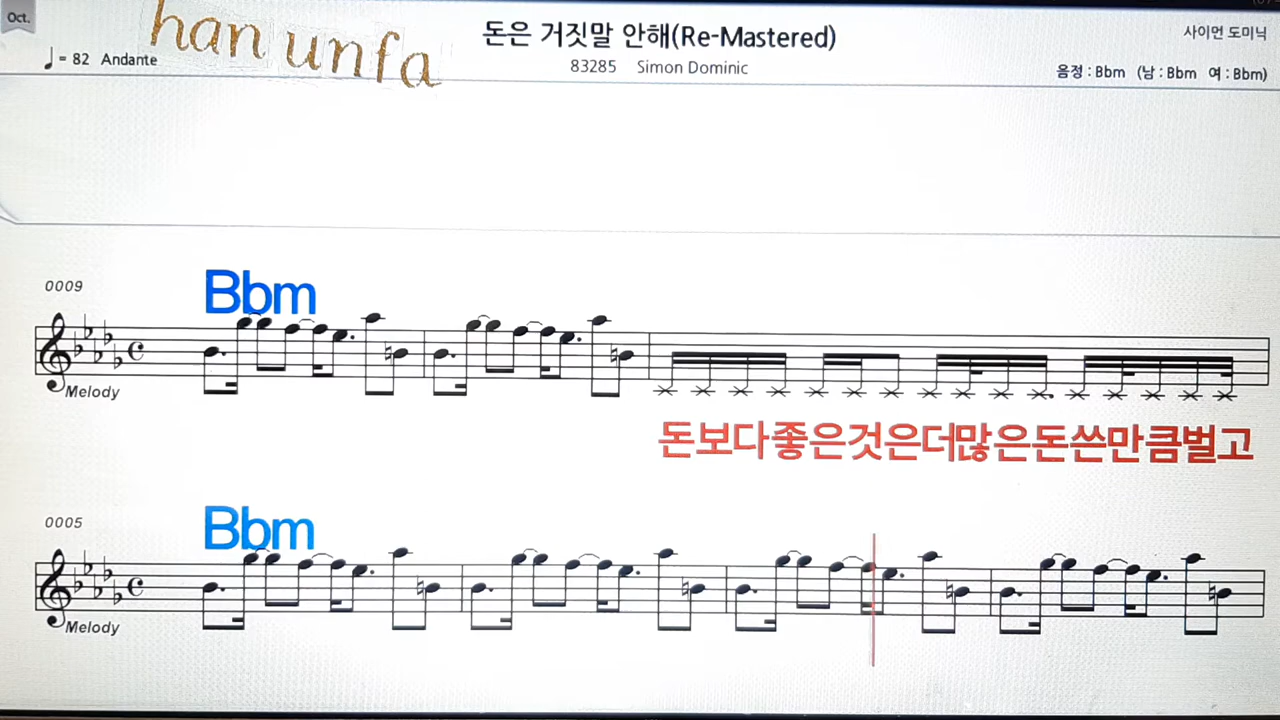 Oct.
han unfa
돈은 거짓말 안해(Re-Mastered)
사이먼 도미닉
♩ = 82 Andante
83285 Simon Dominic
음정 : Bbm (남 : Bbm 여 : Bbm)
0009
Bbm
Melody
돈보다좋은것은더많은돈쓴만큼벌고
0005
Bbm
Melody